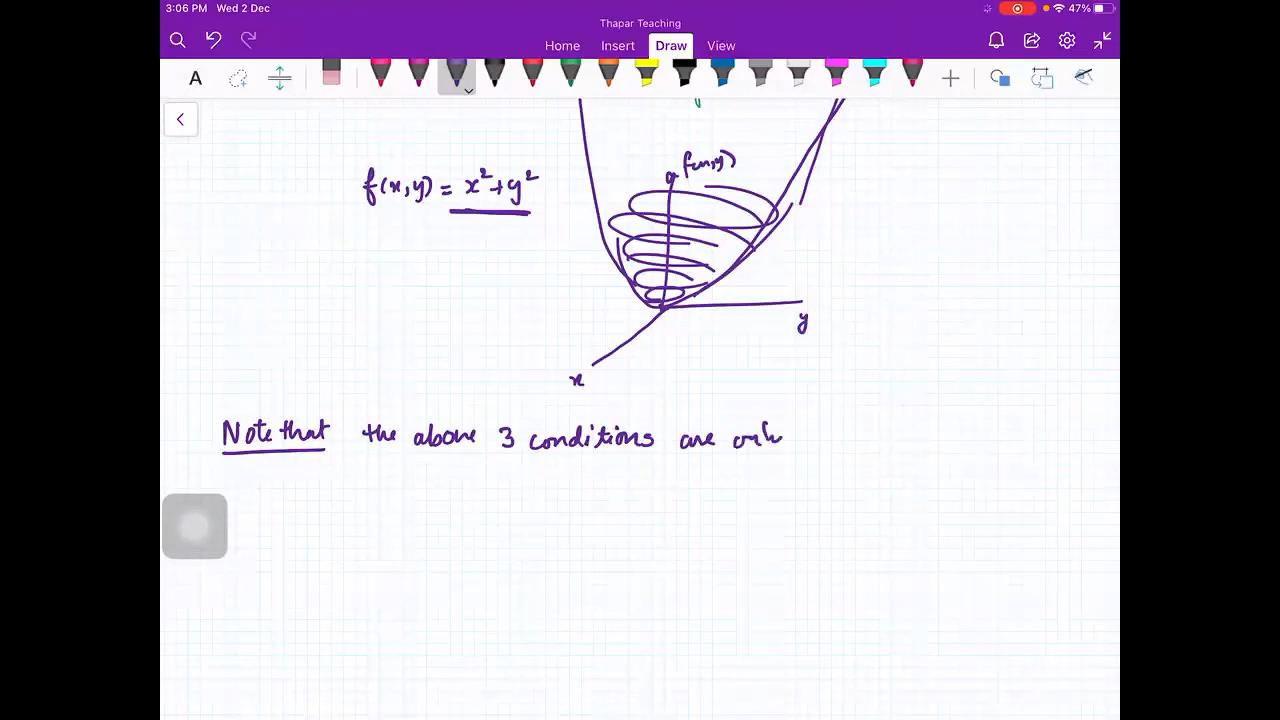 3:06 PM Wed 2 Dec
47%
Thapar Teaching
Home Insert Draw View
A
f(x,y)
f(x,y) = x²+y²
y
x
Note that the above 3 conditions are